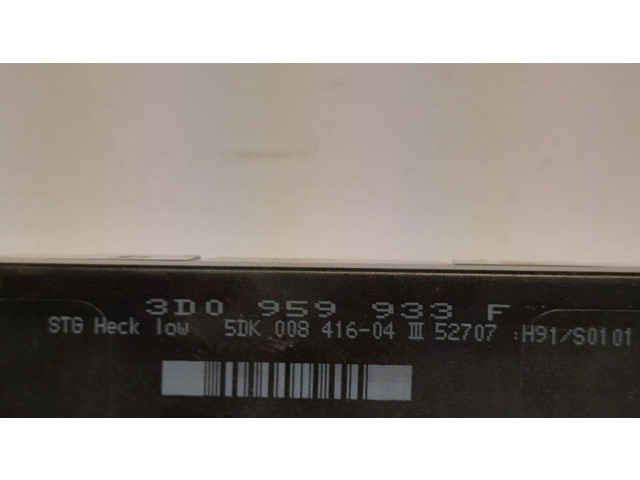 3D0 959 933 F
STG Heck low 5DK 008 416-04 III 52707 :H91/S0101